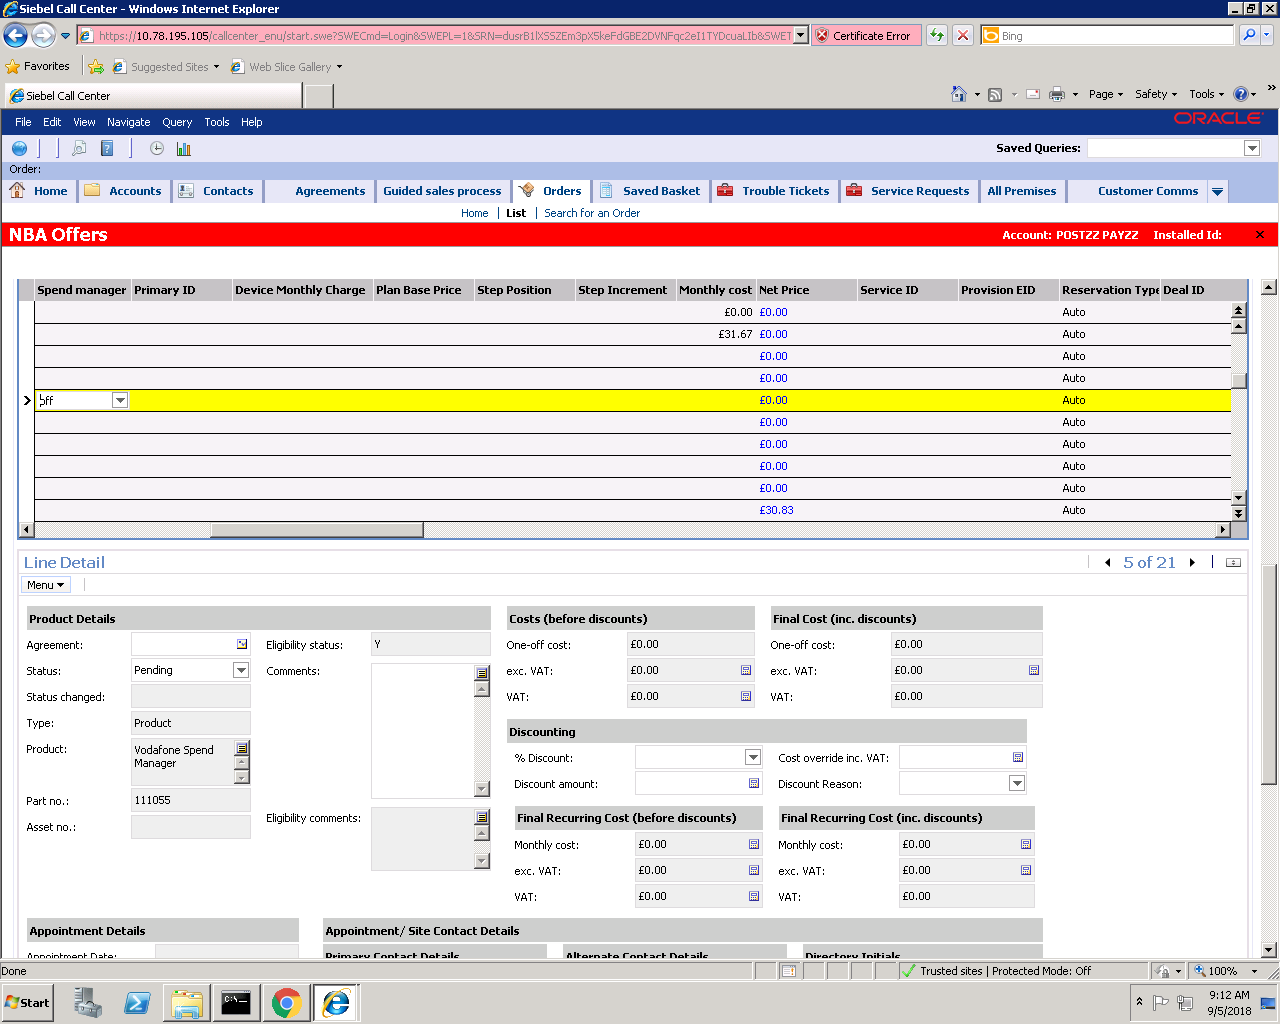 Siebel Call Center - Windows Internet Explorer
https://10.78.195.105/callcenter_enu/start.swe?SWECmd=Login&SWEPL=1&SRN= Certificate Error Bing
Favorites Suggested Sites Web Slice Gallery
Siebel Call Center Page Safety Tools
File Edit View Navigate Query Tools Help ORACLE
Saved Queries:
Order:
Home Accounts Contacts Agreements Guided sales process Orders Saved Basket Trouble Tickets Service Requests All Premises Customer Comms
Home List Search for an Order
NBA Offers Account: POSTZZ PAYZZ Installed Id:
Spend manager Primary ID Device Monthly Charge Plan Base Price Step Position Step Increment Monthly cost Net Price Service ID Provision EID Reservation Type Deal ID
£0.00 £0.00 Auto
£31.67 £0.00 Auto
£0.00 Auto
£0.00 Auto
off £0.00 Auto
£0.00 Auto
£0.00 Auto
£0.00 Auto
£0.00 Auto
£30.83 Auto
Line Detail 5 of 21
Menu
Product Details Costs (before discounts) Final Cost (inc. discounts)
Agreement: Eligibility status: Y One-off cost: £0.00 One-off cost: £0.00
Status: Pending Comments: exc. VAT: £0.00 exc. VAT: £0.00
Status changed: VAT: £0.00 VAT: £0.00
Type: Product
Discounting
Product: Vodafone Spend Manager % Discount: Cost override inc. VAT:
Discount amount: Discount Reason:
Part no.: 111055
Asset no.: Eligibility comments: Final Recurring Cost (before discounts) Final Recurring Cost (inc. discounts)
Monthly cost: £0.00 Monthly cost: £0.00
exc. VAT: £0.00 exc. VAT: £0.00
VAT: £0.00 VAT: £0.00
Appointment Details Appointment/ Site Contact Details
Appointment Date: Primary Contact Details Alternate Contact Details Directory Initials
Done Trusted sites | Protected Mode: Off 100%
Start 9:12 AM
9/5/2018